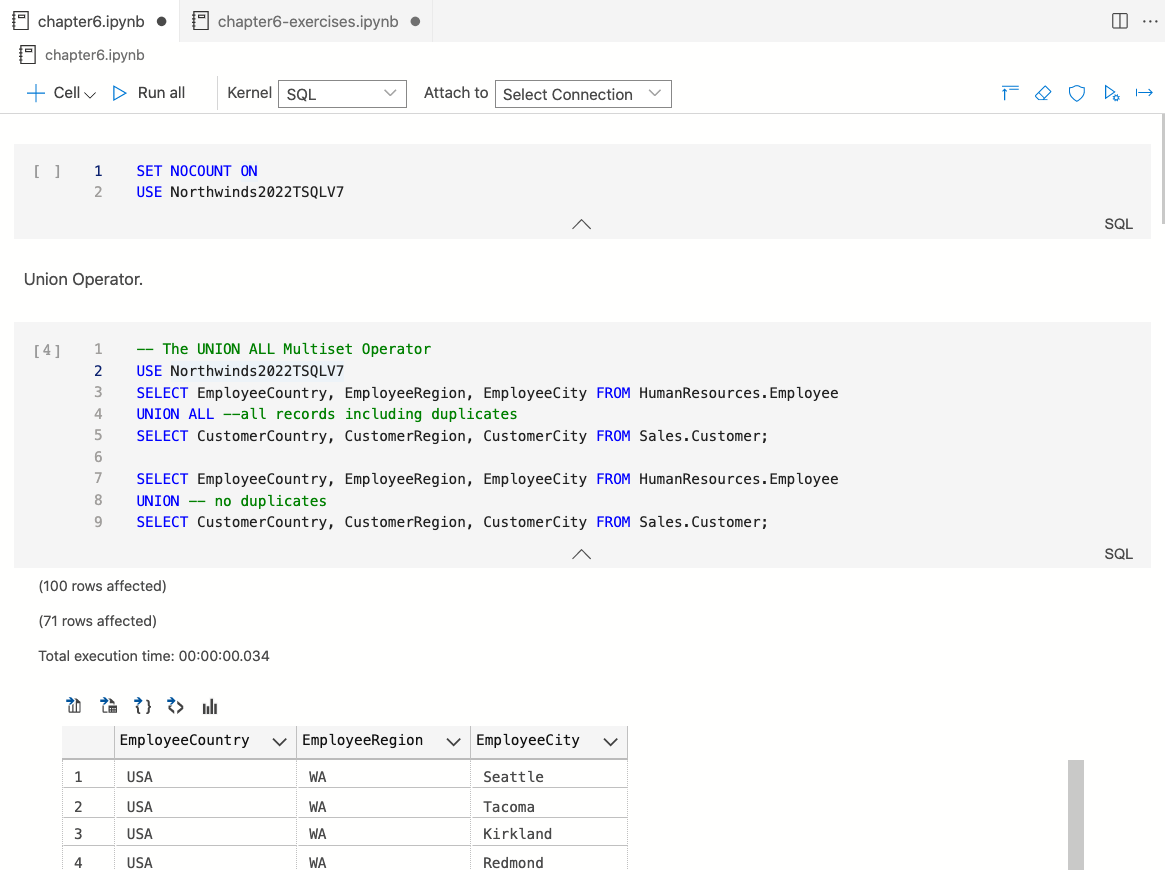 chapter6.ipynb ● chapter6-exercises.ipynb ●
chapter6.ipynb
Cell Run all Kernel SQL Attach to Select Connection
[ ] 1 SET NOCOUNT ON
2 USE Northwinds2022TSQLV7
SQL
Union Operator.
[4] 1 -- The UNION ALL Multiset Operator
2 USE Northwinds2022TSQLV7
3 SELECT EmployeeCountry, EmployeeRegion, EmployeeCity FROM HumanResources.Employee
4 UNION ALL --all records including duplicates
5 SELECT CustomerCountry, CustomerRegion, CustomerCity FROM Sales.Customer;
6
7 SELECT EmployeeCountry, EmployeeRegion, EmployeeCity FROM HumanResources.Employee
8 UNION -- no duplicates
9 SELECT CustomerCountry, CustomerRegion, CustomerCity FROM Sales.Customer;
SQL
(100 rows affected)
(71 rows affected)
Total execution time: 00:00:00.034
EmployeeCountry EmployeeRegion EmployeeCity
1 USA WA Seattle
2 USA WA Tacoma
3 USA WA Kirkland
4 USA WA Redmond